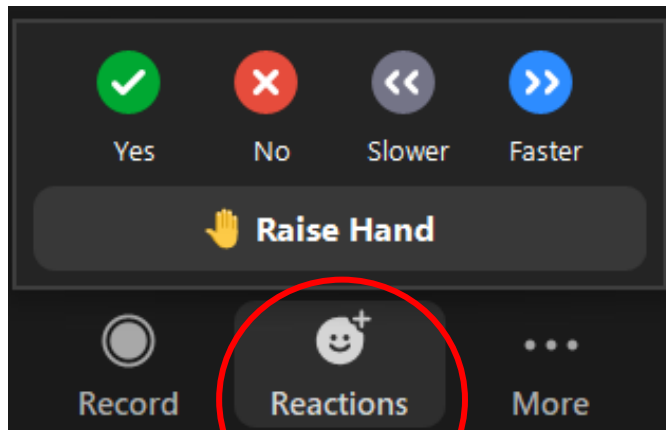 Yes No Slower Faster
Raise Hand
Record Reactions More